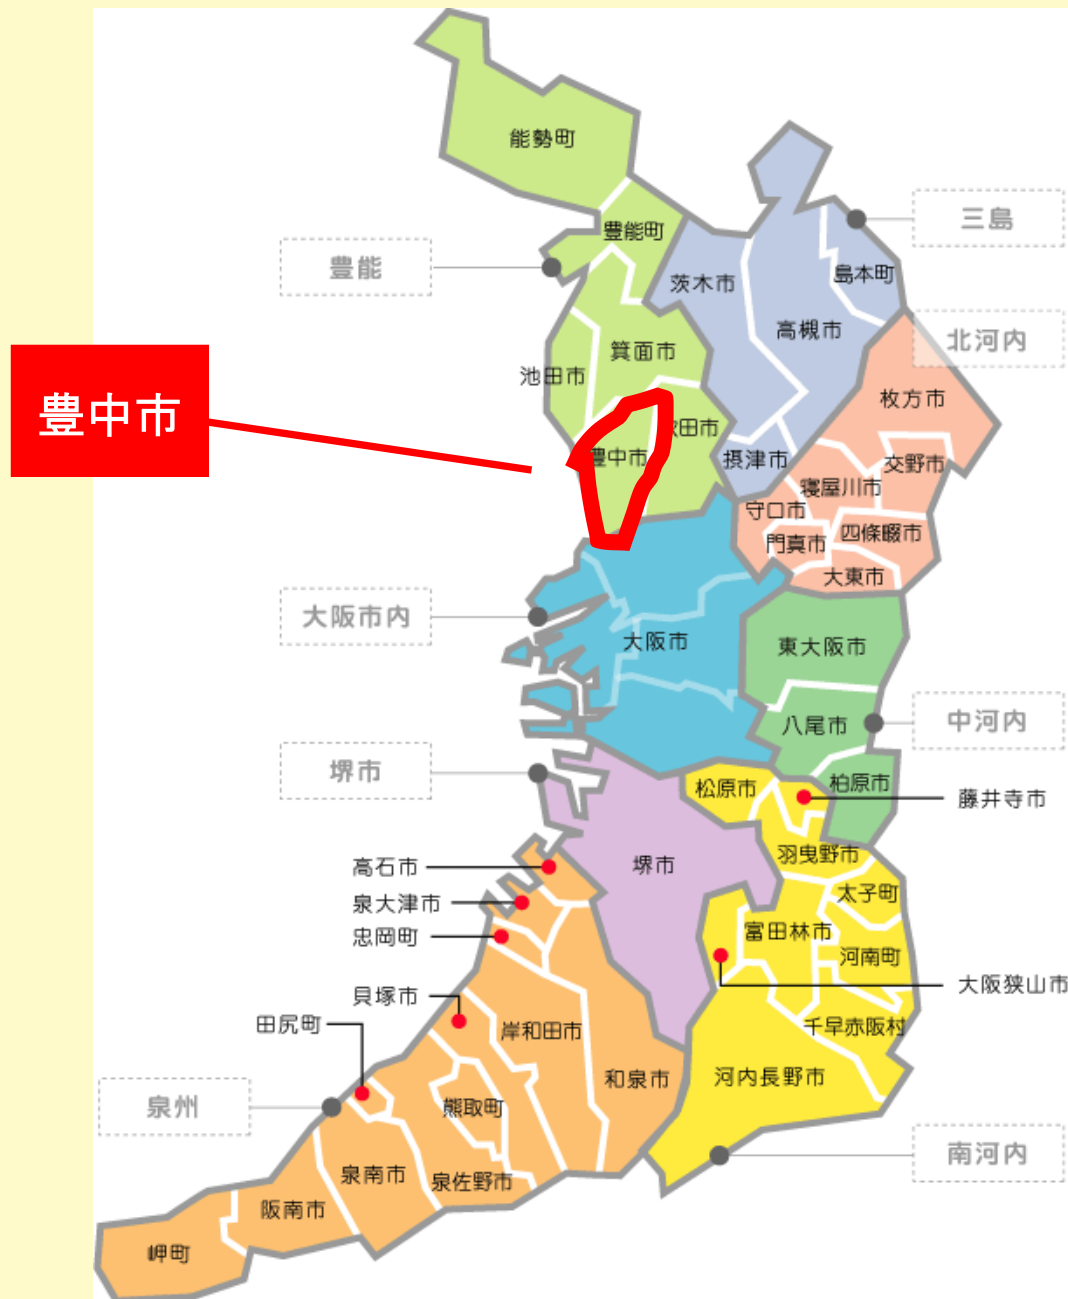 能勢町
豊能町
三島
豊能
茨木市
島本町
高槻市
北河内
箕面市
池田市
豊中市
枚方市
吹田市
豊中市
摂津市
交野市
寝屋川市
守口市
四條畷市
門真市
大東市
大阪市内
大阪市
東大阪市
中河内
八尾市
堺市
松原市
柏原市
藤井寺市
羽曳野市
高石市
堺市
太子町
泉大津市
富田林市
忠岡町
河南町
大阪狭山市
貝塚市
田尻町
岸和田市
千早赤阪村
和泉市
河内長野市
泉州
熊取町
南河内
泉南市
泉佐野市
阪南市
岬町